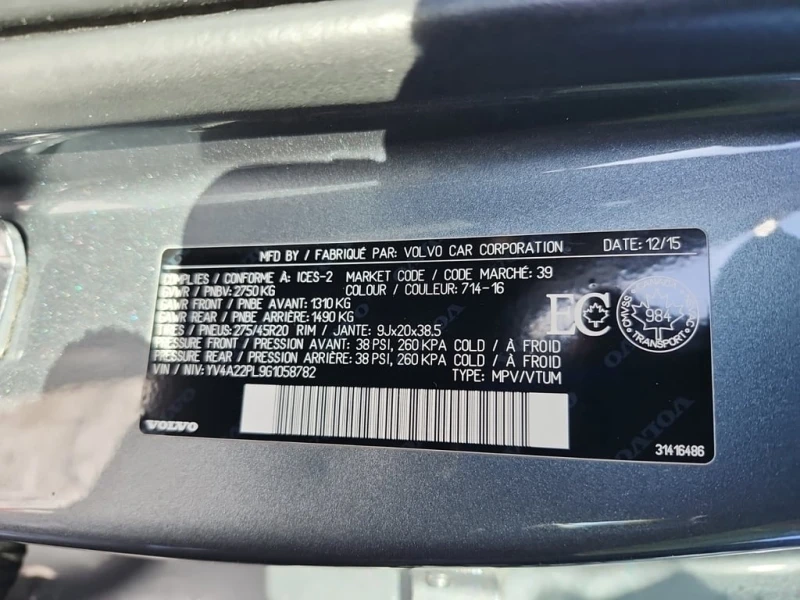 MFD BY / FABRIQUÉ PAR: VOLVO CAR CORPORATION DATE: 12/15
COMPLIES / CONFORME À: ICES-2 MARKET CODE / CODE MARCHÉ: 39
GVWR / PNBV: 2750 KG COLOUR / COULEUR: 714-16
GAWR FRONT / PNBE AVANT: 1310 KG
GAWR REAR / PNBE ARRIÈRE: 1490 KG
TIRES / PNEUS: 275/45R20 RIM / JANTE: 9Jx20x38.5
PRESSURE FRONT / PRESSION AVANT: 38 PSI, 260 KPA COLD / À FROID
PRESSURE REAR / PRESSION ARRIÈRE: 38 PSI, 260 KPA COLD / À FROID
VIN / NIV: YV4A22PL9G1058782 TYPE: MPV/VTUM
EC
984
TRANSPORT
VOLVO
31416486